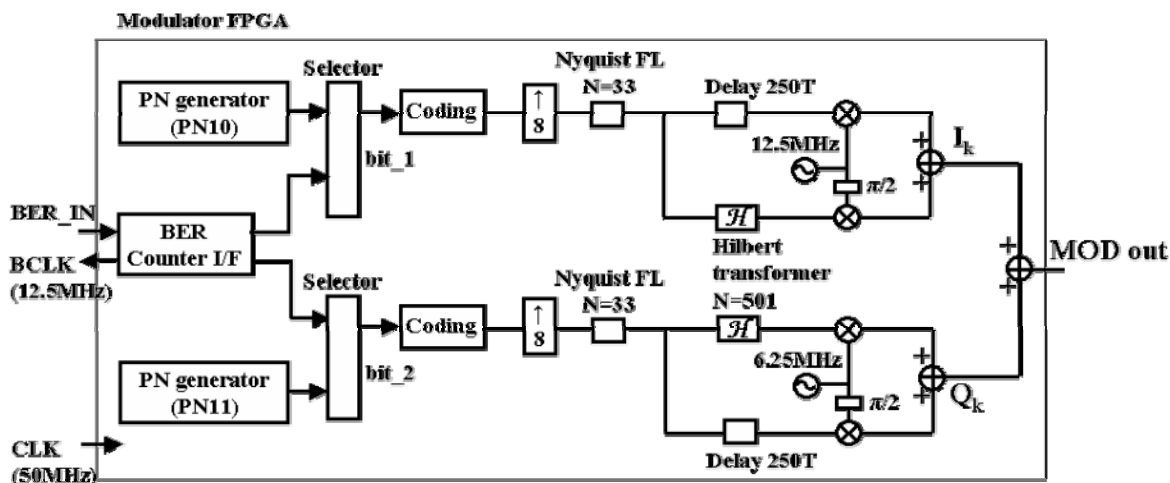 Modulator FPGA
PN generator
(PN10)
Selector
bit_1
Coding
↑
8
Nyquist FL
N=33
Delay 250T
12.5MHz
π/2
I_k
ℋ
Hilbert
transformer
N=501
BER_IN
BCLK
(12.5MHz)
BER
Counter I/F
Selector
bit_2
Coding
↑
8
Nyquist FL
N=33
ℋ
6.25MHz
π/2
Q_k
Delay 250T
PN generator
(PN11)
CLK
(50MHz)
+
+
+
+
+
+
MOD out